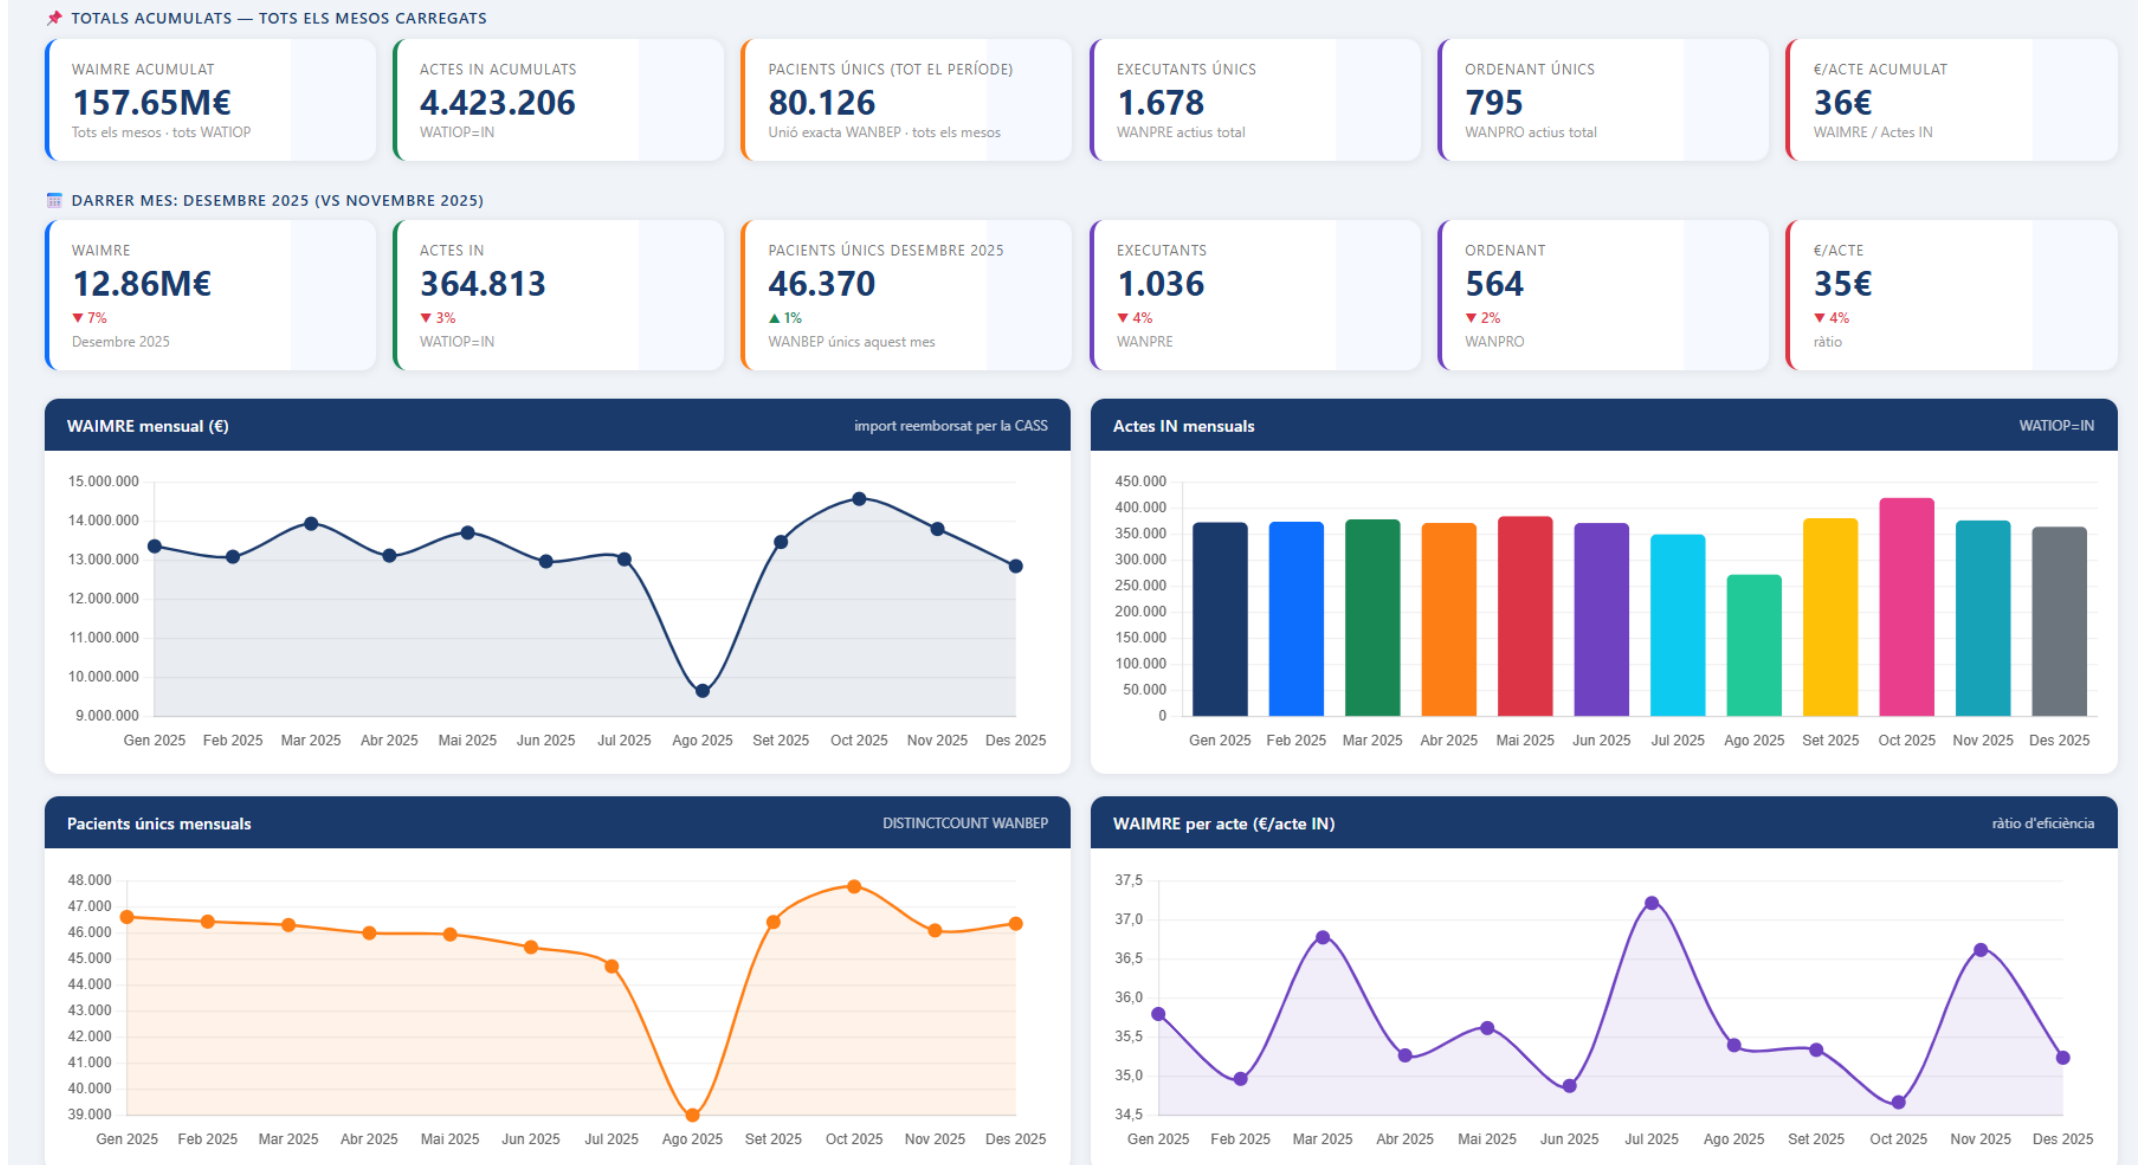 📌 TOTALS ACUMULATS — TOTS ELS MESOS CARREGATS
WAIMRE ACUMULAT
157.65M€
Tots els mesos · tots WATIOP
ACTES IN ACUMULATS
4.423.206
WATIOP=IN
PACIENTS ÚNICS (TOT EL PERÍODE)
80.126
Unió exacta WANBEP · tots els mesos
EXECUTANTS ÚNICS
1.678
WANPRE actius total
ORDENANT ÚNICS
795
WANPRO actius total
€/ACTE ACUMULAT
36€
WAIMRE / Actes IN
DARRER MES: DESEMBRE 2025 (VS NOVEMBRE 2025)
WAIMRE
12.86M€
▼ 7%
Desembre 2025
ACTES IN
364.813
▼ 3%
WATIOP=IN
PACIENTS ÚNICS DESEMBRE 2025
46.370
▲ 1%
WANBEP únics aquest mes
EXECUTANTS
1.036
▼ 4%
WANPRE
ORDENANT
564
▼ 2%
WANPRO
€/ACTE
35€
▼ 4%
ràtio
WAIMRE mensual (€)
import reemborsat per la CASS
15.000.000
14.000.000
13.000.000
12.000.000
11.000.000
10.000.000
9.000.000
Gen 2025 Feb 2025 Mar 2025 Abr 2025 Mai 2025 Jun 2025 Jul 2025 Ago 2025 Set 2025 Oct 2025 Nov 2025 Des 2025
Actes IN mensuals
WATIOP=IN
450.000
400.000
350.000
300.000
250.000
200.000
150.000
100.000
50.000
0
Gen 2025 Feb 2025 Mar 2025 Abr 2025 Mai 2025 Jun 2025 Jul 2025 Ago 2025 Set 2025 Oct 2025 Nov 2025 Des 2025
Pacients únics mensuals
DISTINCTCOUNT WANBEP
48.000
47.000
46.000
45.000
44.000
43.000
42.000
41.000
40.000
39.000
Gen 2025 Feb 2025 Mar 2025 Abr 2025 Mai 2025 Jun 2025 Jul 2025 Ago 2025 Set 2025 Oct 2025 Nov 2025 Des 2025
WAIMRE per acte (€/acte IN)
ràtio d'eficiència
37,5
37,0
36,5
36,0
35,5
35,0
34,5
Gen 2025 Feb 2025 Mar 2025 Abr 2025 Mai 2025 Jun 2025 Jul 2025 Ago 2025 Set 2025 Oct 2025 Nov 2025 Des 2025